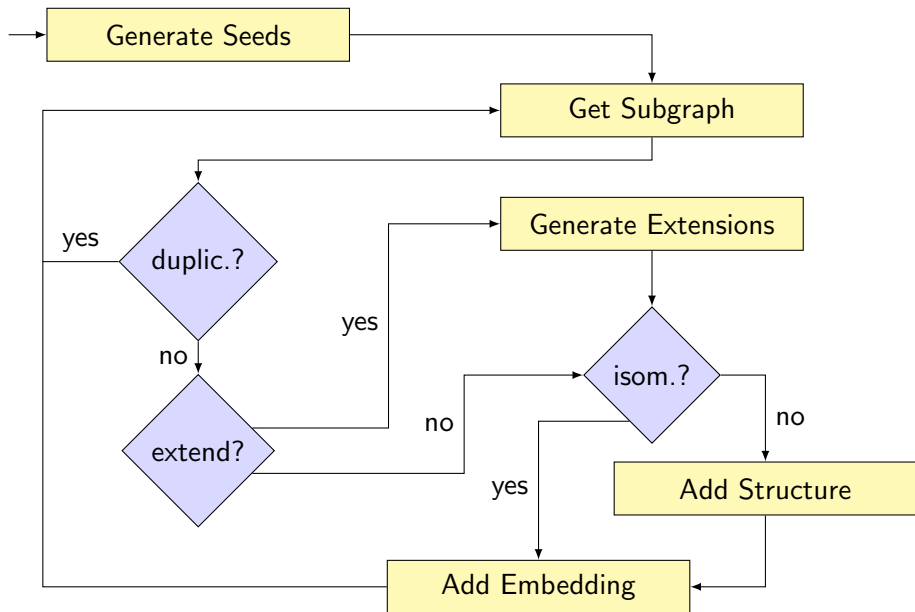 Generate Seeds
Get Subgraph
yes
duplic.?
Generate Extensions
yes
no
isom.?
no
no
extend?
yes
Add Structure
Add Embedding